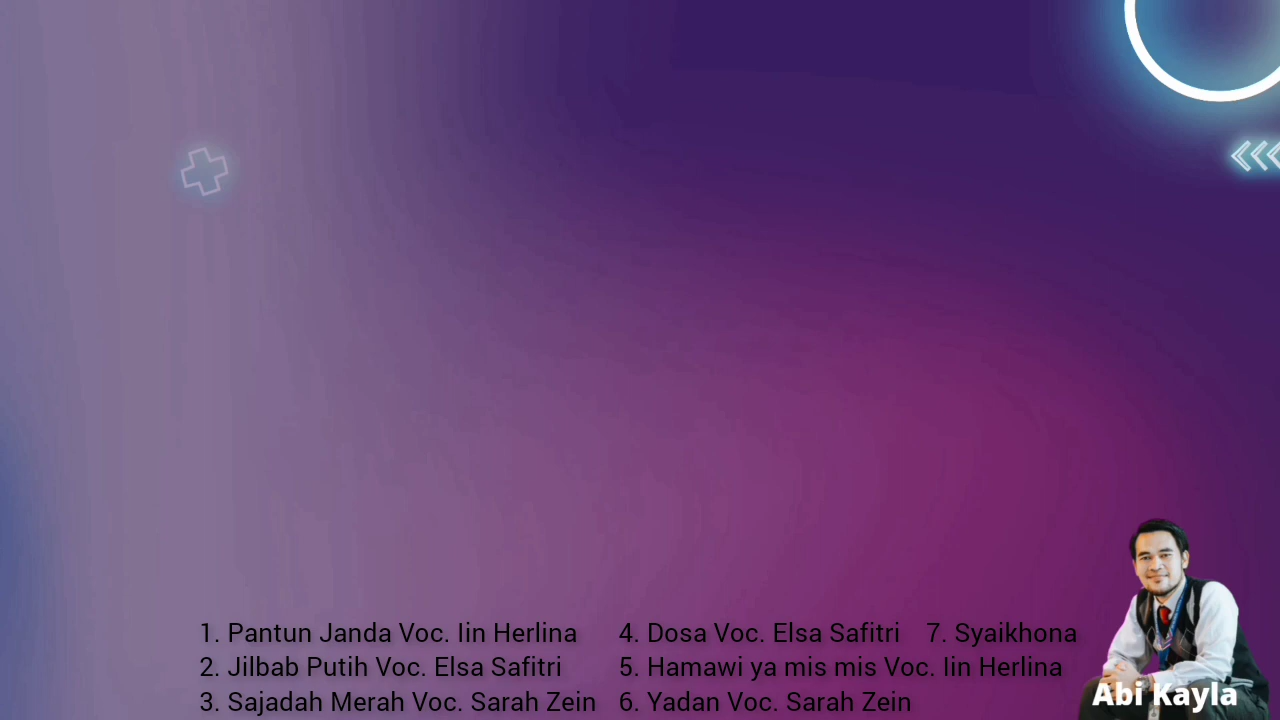 1. Pantun Janda Voc. Iin Herlina
2. Jilbab Putih Voc. Elsa Safitri
3. Sajadah Merah Voc. Sarah Zein
4. Dosa Voc. Elsa Safitri
5. Hamawi ya mis mis Voc. Iin Herlina
6. Yadan Voc. Sarah Zein
7. Syaikhona
Abi Kayla